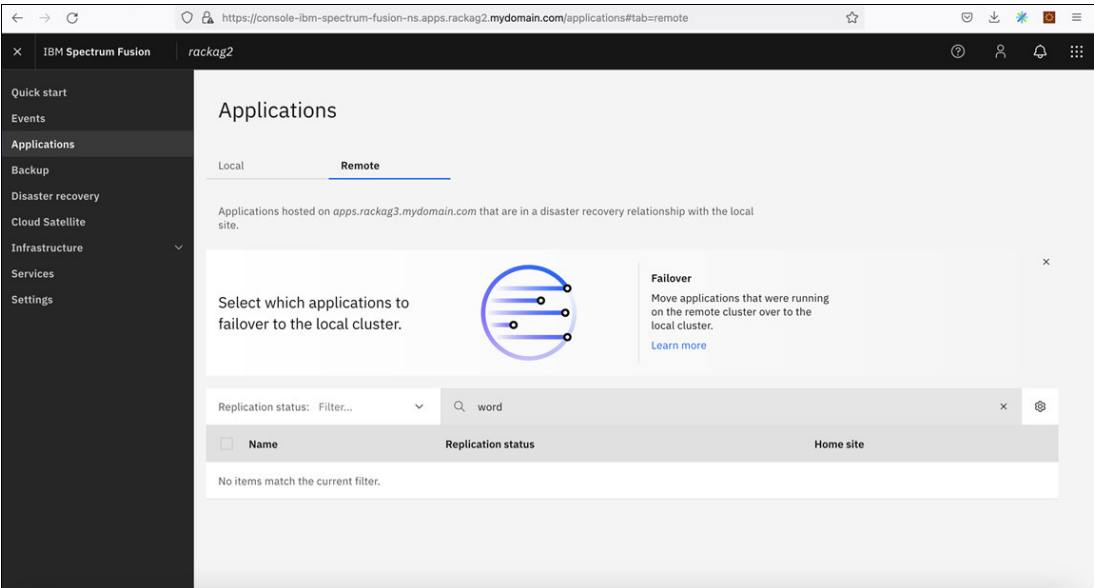 https://console-ibm-spectrum-fusion-ns.apps.rackag2.mydomain.com/applications#tab=remote
IBM Spectrum Fusion
rackag2
Quick start
Events
Applications
Backup
Disaster recovery
Cloud Satellite
Infrastructure
Services
Settings
Applications
Local
Remote
Applications hosted on apps.rackag3.mydomain.com that are in a disaster recovery relationship with the local
site.
Select which applications to
failover to the local cluster.
Failover
Move applications that were running
on the remote cluster over to the
local cluster.
Learn more
Replication status: Filter...
word
Name
Replication status
Home site
No items match the current filter.